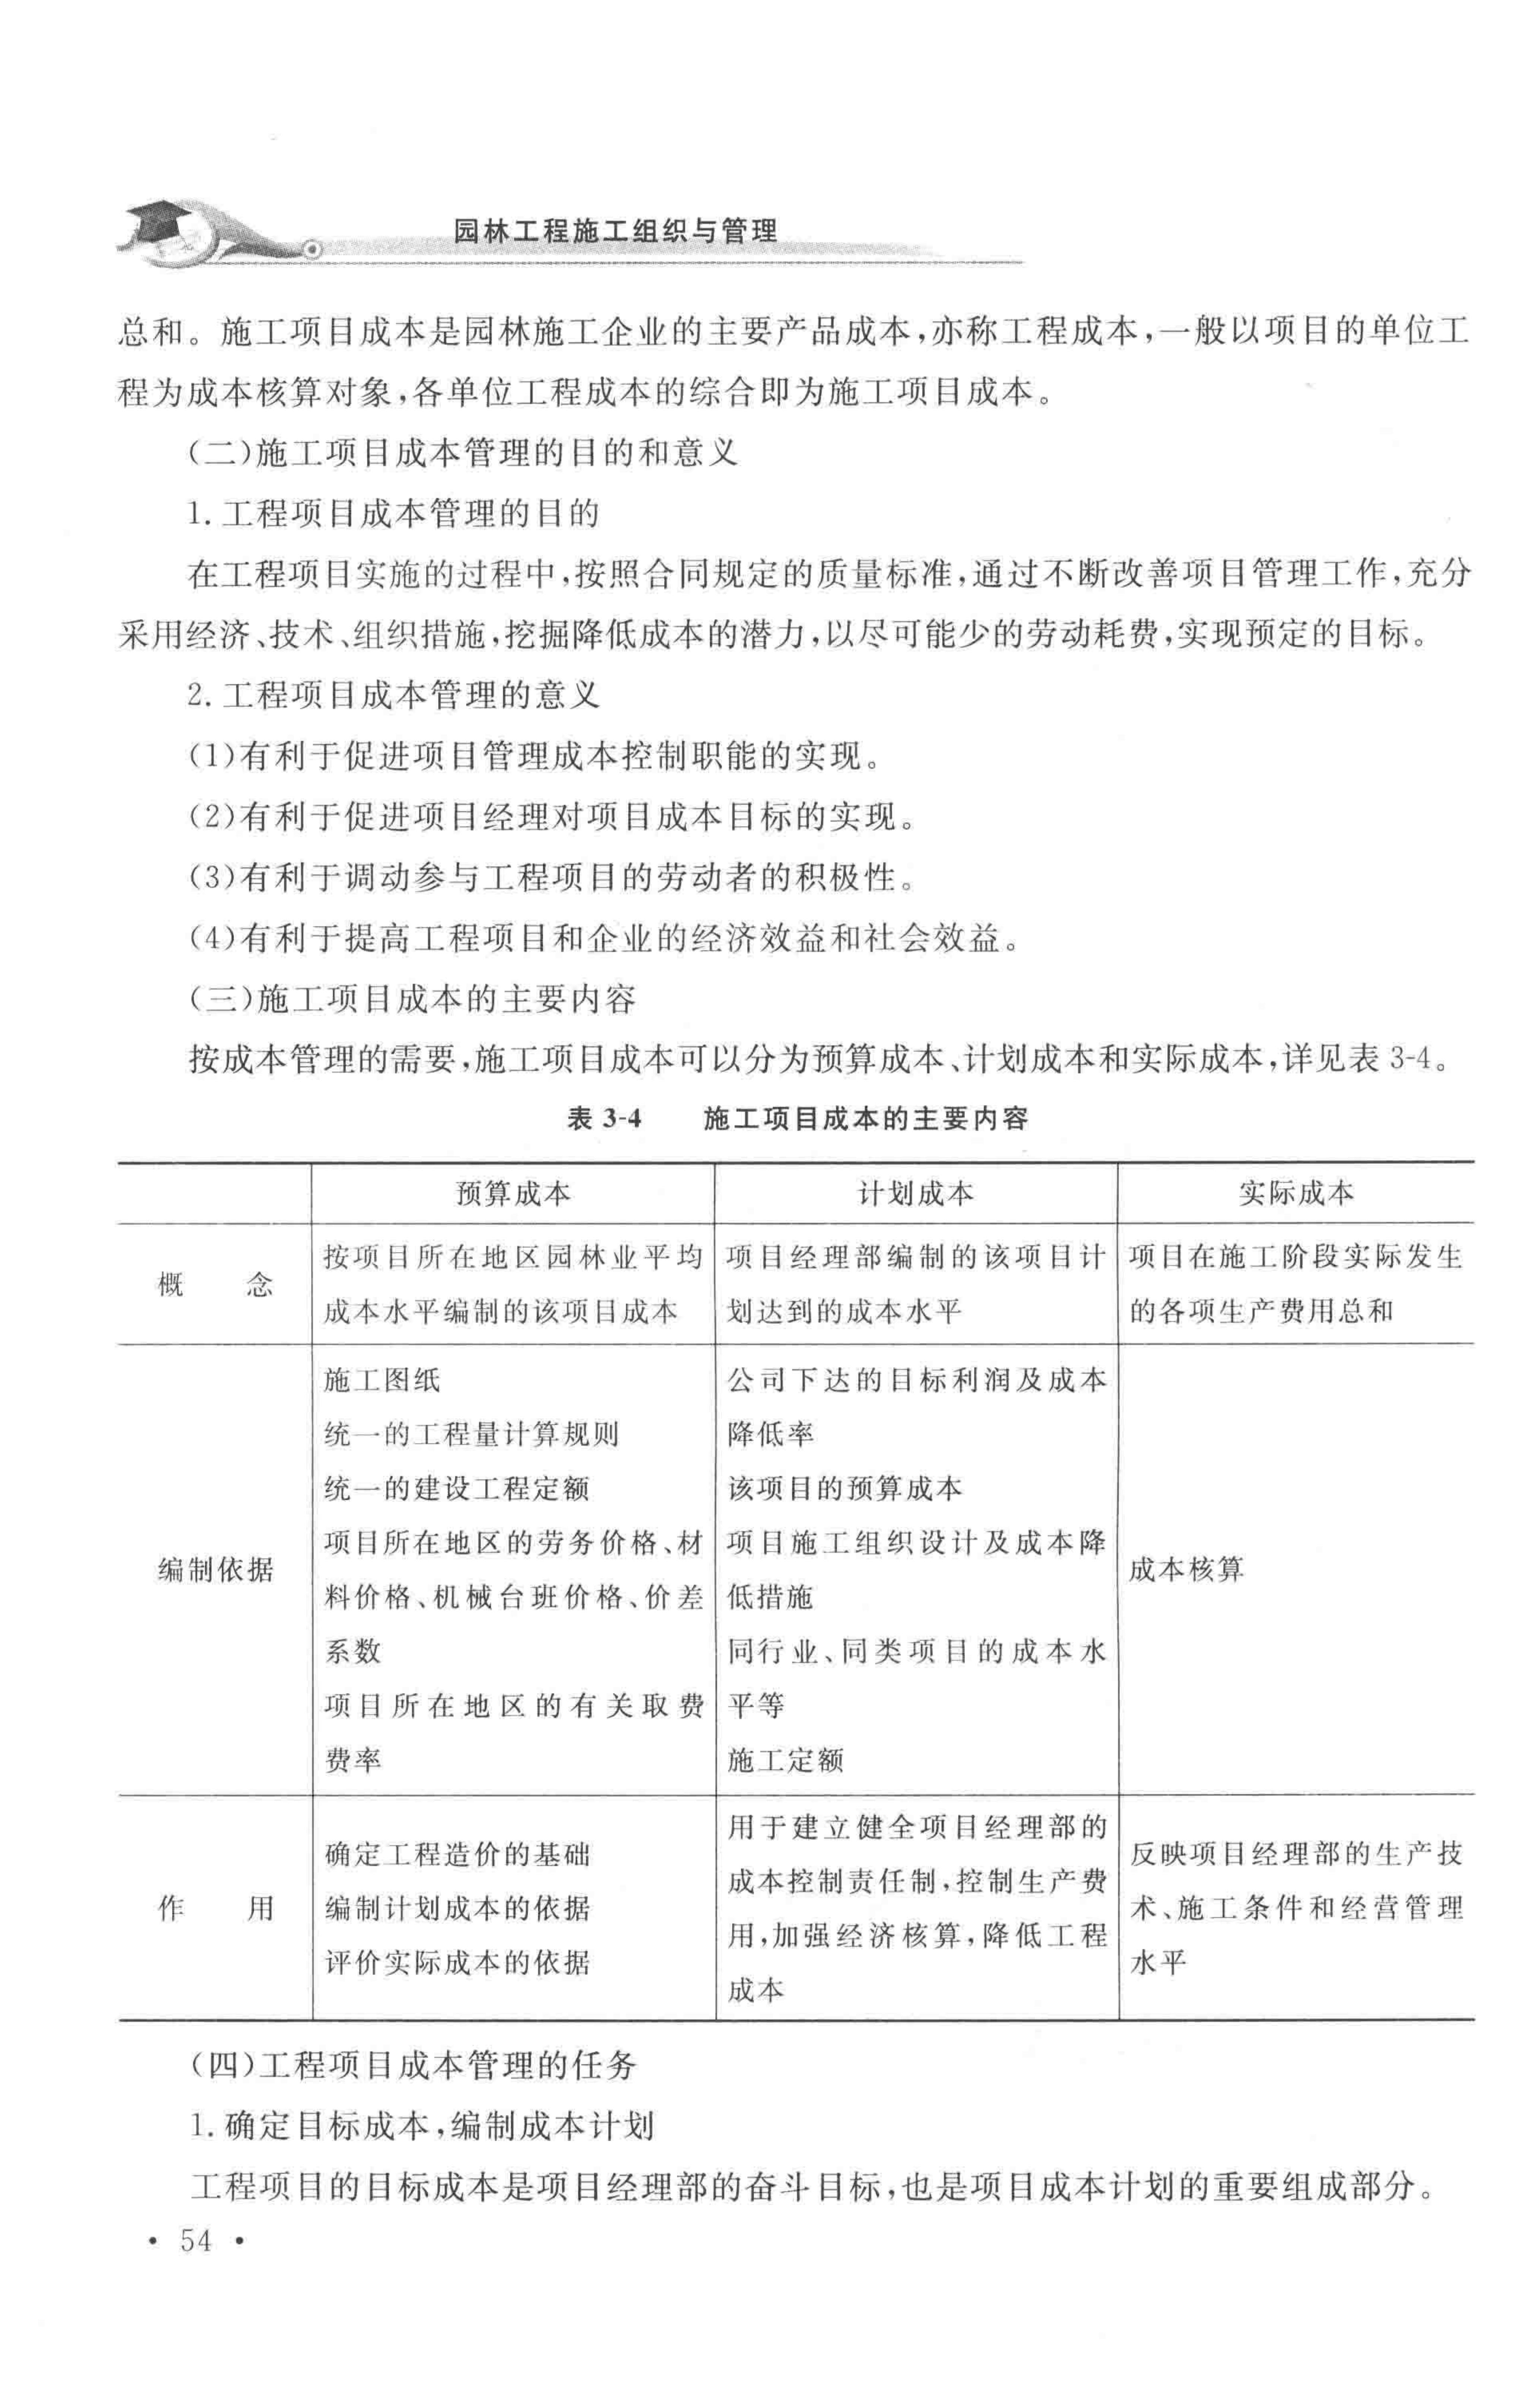 园林工程施工组织与管理
总和。施工项目成本是园林施工企业的主要产品成本,亦称工程成本,一般以项目的单位工
程为成本核算对象,各单位工程成本的综合即为施工项目成本。
(二)施工项目成本管理的目的和意义
1.工程项目成本管理的目的
在工程项目实施的过程中,按照合同规定的质量标准,通过不断改善项目管理工作,充分
采用经济、技术、组织措施,挖掘降低成本的潜力,以尽可能少的劳动耗费,实现预定的目标。
2.工程项目成本管理的意义
(1)有利于促进项目管理成本控制职能的实现。
(2)有利于促进项目经理对项目成本目标的实现。
(3)有利于调动参与工程项目的劳动者的积极性。
(4)有利于提高工程项目和企业的经济效益和社会效益。
(三)施工项目成本的主要内容
按成本管理的需要,施工项目成本可以分为预算成本、计划成本和实际成本,详见表 3-4。
表 3-4 施工项目成本的主要内容
预算成本 计划成本 实际成本
概 念
按项目所在地区园林业平均
成本水平编制的该项目成本
项目经理部编制的该项目计
划达到的成本水平
项目在施工阶段实际发生
的各项生产费用总和
编制依据
施工图纸
统一的工程量计算规则
统一的建设工程定额
项目所在地区的劳务价格、材
料价格、机械台班价格、价差
系数
项目所在地区的有关取费
费率
公司下达的目标利润及成本
降低率
该项目的预算成本
项目施工组织设计及成本降
低措施
同行业、同类项目的成本水
平等
施工定额
成本核算
作 用
确定工程造价的基础
编制计划成本的依据
评价实际成本的依据
用于建立健全项目经理部的
成本控制责任制,控制生产费
用,加强经济核算,降低工程
成本
反映项目经理部的生产技
术、施工条件和经营管理
水平
(四)工程项目成本管理的任务
1.确定目标成本,编制成本计划
工程项目的目标成本是项目经理部的奋斗目标,也是项目成本计划的重要组成部分。
· 54 ·